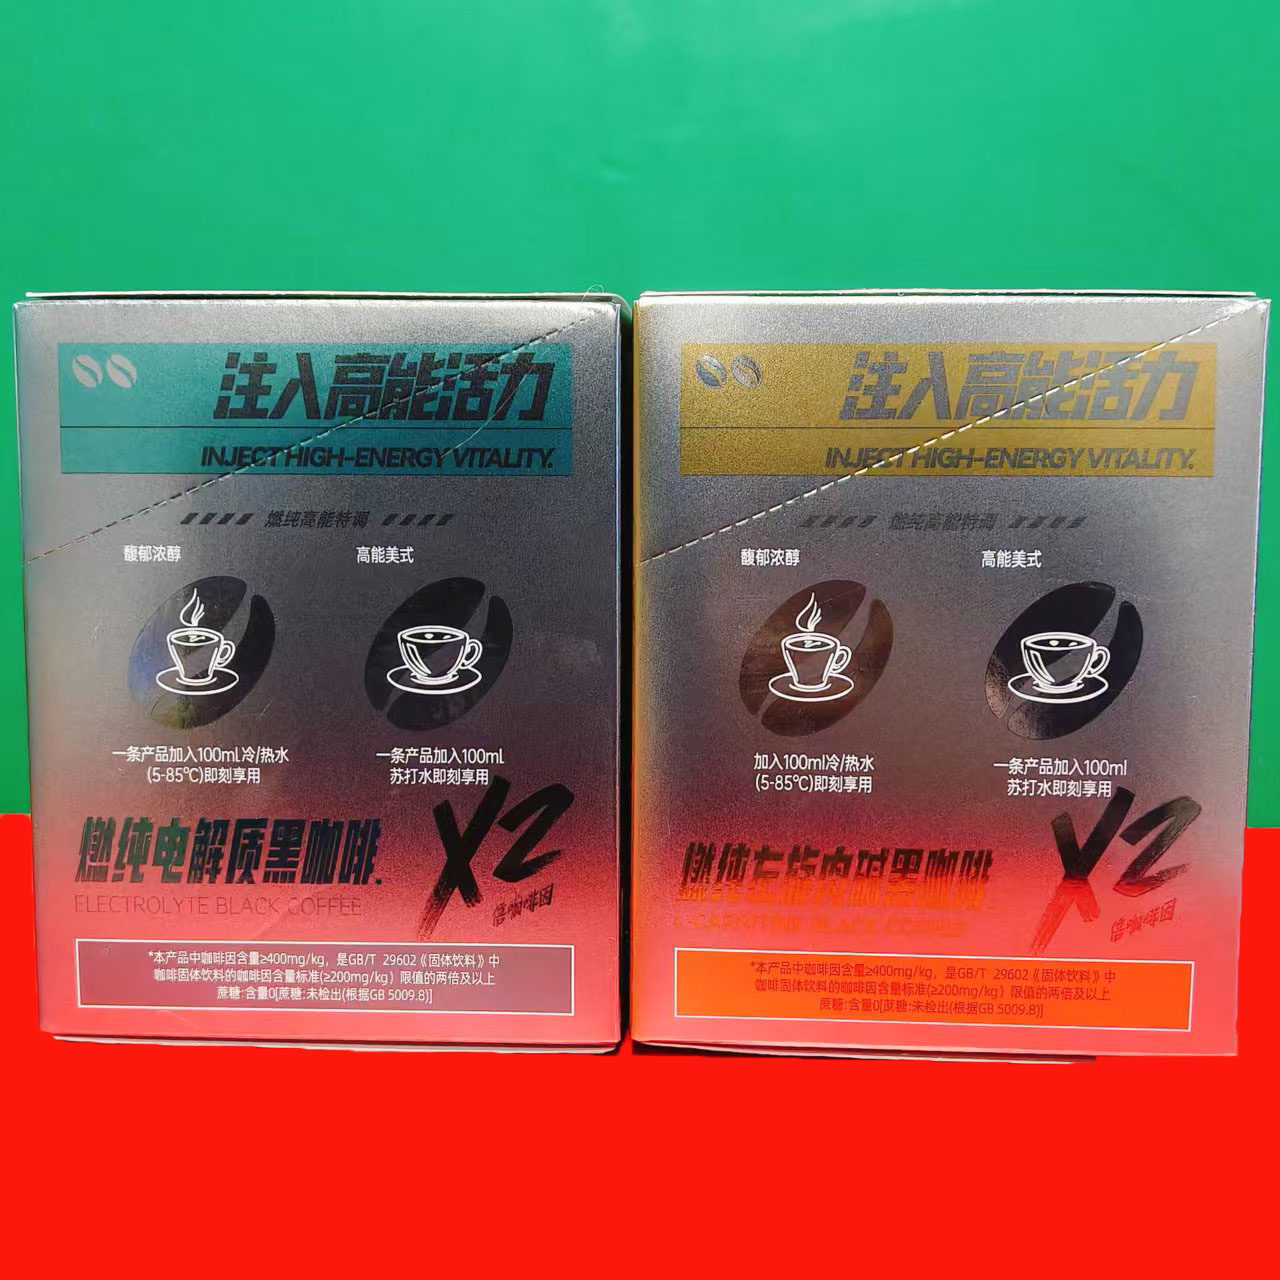 注入高能活力
INJECT HIGH-ENERGY VITALITY.
燃纯高能特调
馥郁浓醇
高能美式
一条产品加入100ml冷/热水
(5-85℃)即刻享用
一条产品加入100ml
苏打水即刻享用
燃纯电解质黑咖啡.
ELECTROLYTE BLACK COFFEE
X2
倍咖啡因
*本产品中咖啡因含量≥400mg/kg，是GB/T 29602《固体饮料》中
咖啡固体饮料的咖啡因含量标准(≥200mg/kg）限值的两倍及以上
蔗糖:含量0[蔗糖:未检出(根据GB 5009.8)]
注入高能活力
INJECT HIGH-ENERGY VITALITY.
燃纯高能特调
馥郁浓醇
高能美式
加入100ml冷/热水
(5-85℃)即刻享用
一条产品加入100ml
苏打水即刻享用
燃纯左旋肉碱黑咖啡
L-CARNITINE BLACK COFFEE
X2
倍咖啡因
*本产品中咖啡因含量≥400mg/kg，是GB/T 29602《固体饮料》中
咖啡固体饮料的咖啡因含量标准(≥200mg/kg）限值的两倍及以上
蔗糖:含量0[蔗糖:未检出(根据GB 5009.8)]